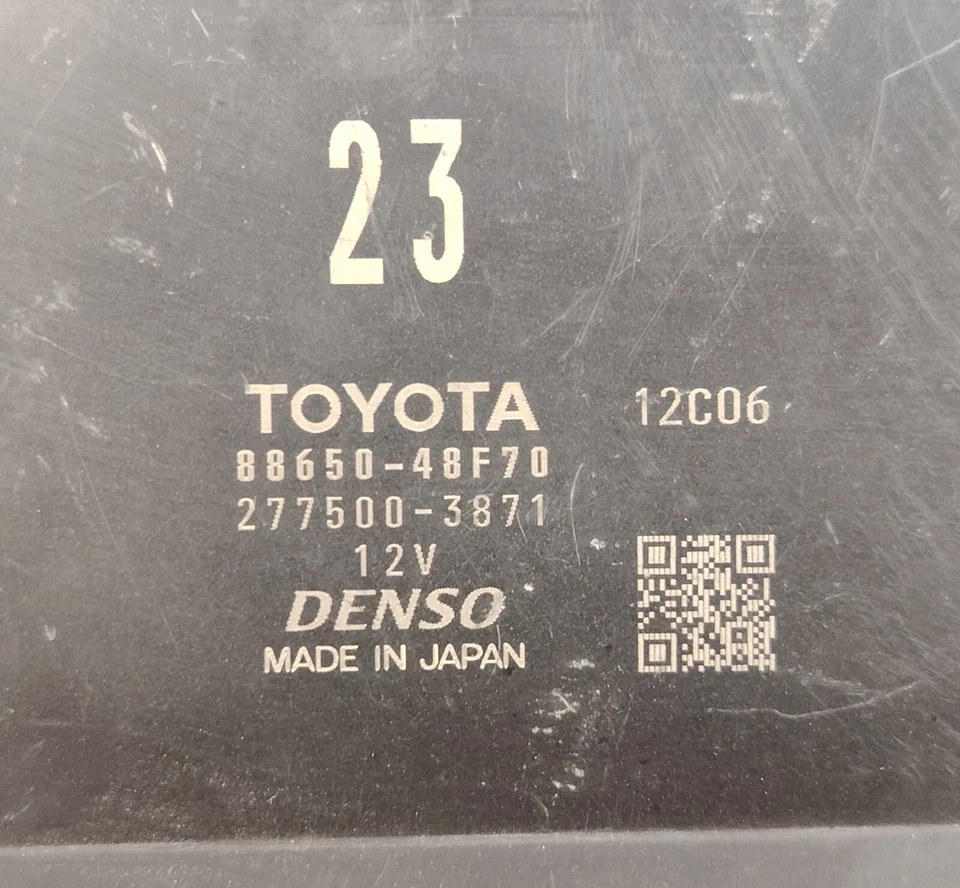 23
TOYOTA 12C06
88650-48F70
277500-3871
12V
DENSO
MADE IN JAPAN